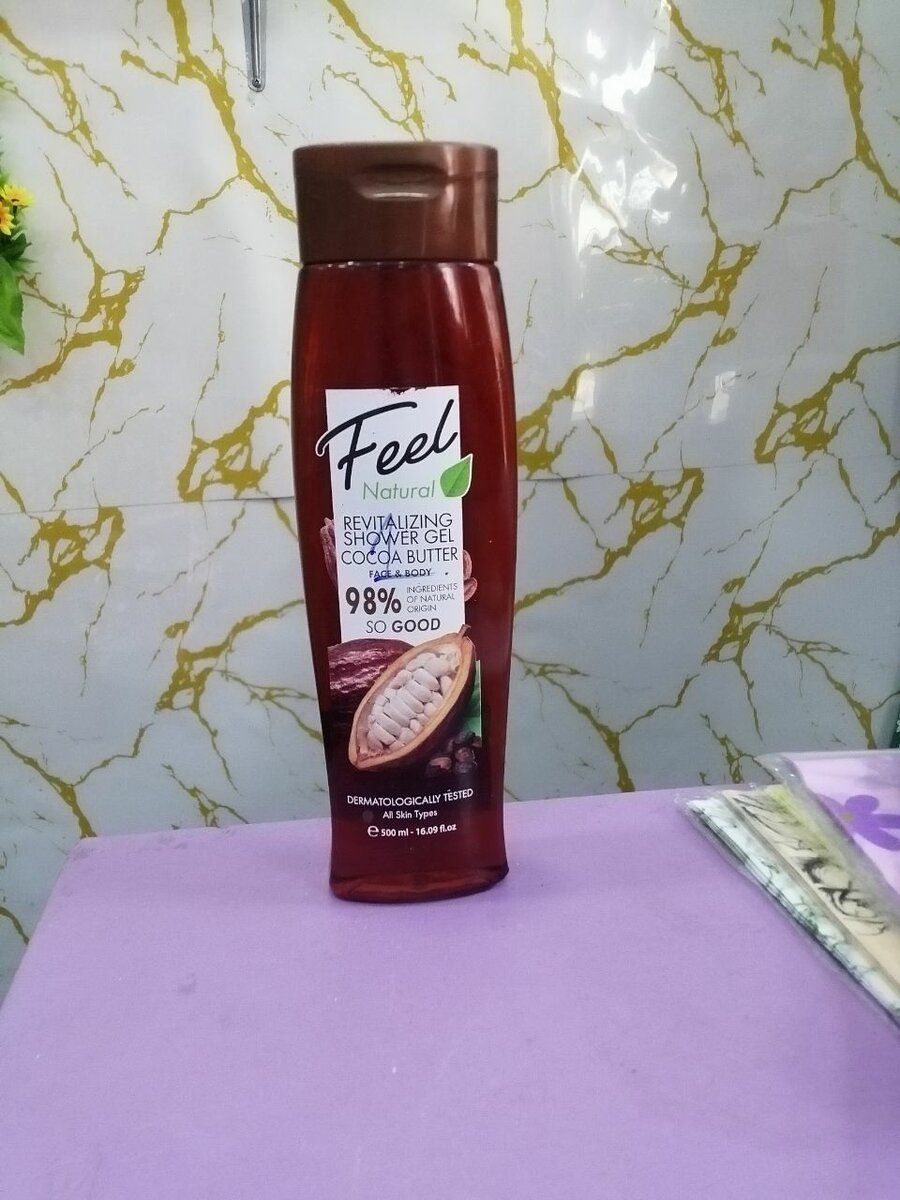 Feel
Natural
REVITALIZING
SHOWER GEL
COCOA BUTTER
FACE & BODY
98% INGREDIENTS
OF NATURAL
ORIGIN
SO GOOD
DERMATOLOGICALLY TESTED
All Skin Types
℮ 500 ml - 16.09 fl.oz